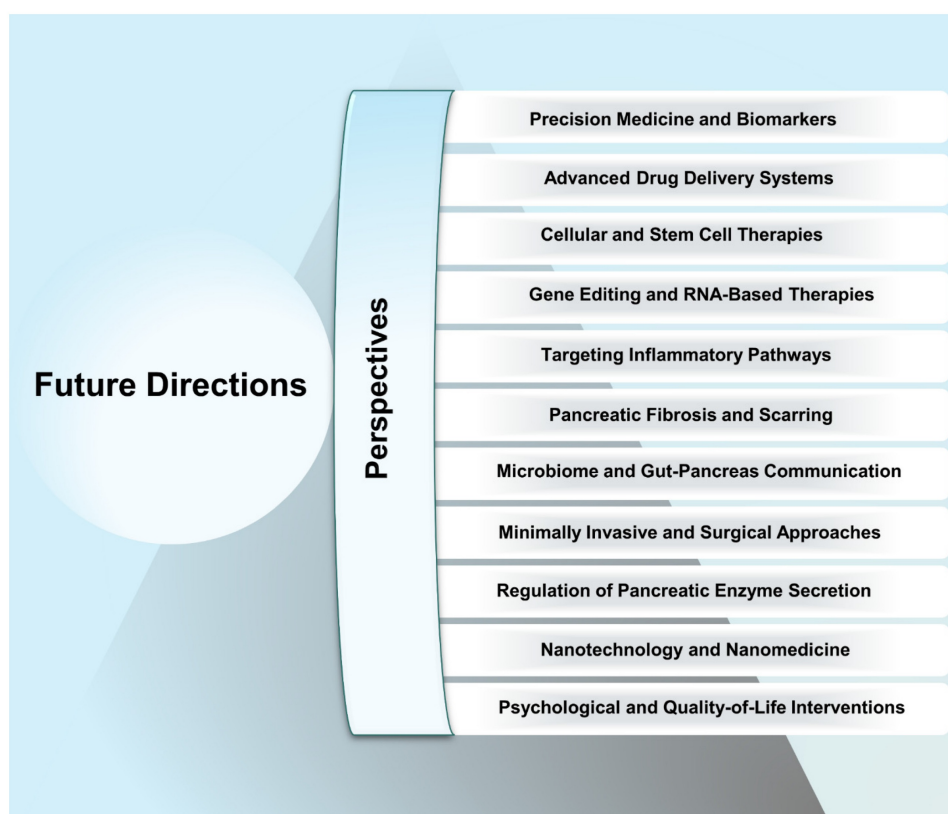 Future Directions
Perspectives
Precision Medicine and Biomarkers
Advanced Drug Delivery Systems
Cellular and Stem Cell Therapies
Gene Editing and RNA-Based Therapies
Targeting Inflammatory Pathways
Pancreatic Fibrosis and Scarring
Microbiome and Gut-Pancreas Communication
Minimally Invasive and Surgical Approaches
Regulation of Pancreatic Enzyme Secretion
Nanotechnology and Nanomedicine
Psychological and Quality-of-Life Interventions